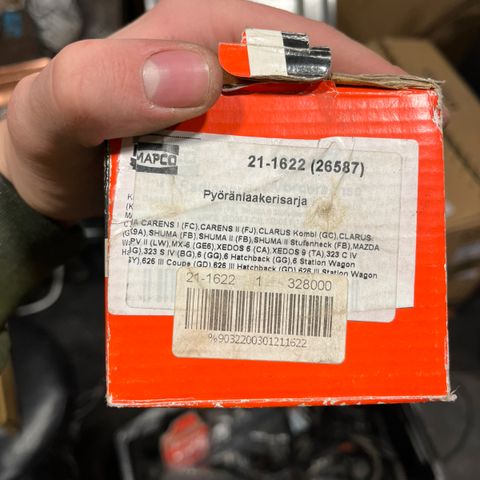 MAPCO
21-1622 (26587)
Pyöränlaakerisarja
CARENS I (FC),CARENS II (FJ),CLARUS Kombi (GC),CLARUS
SHUMA (FB),SHUMA II (FB),SHUMA II Stufenheck (FB),MAZDA
II (LW),MX-6 (GE6),XEDOS 6 (CA),XEDOS 9 (TA),323 C IV
323 S IV (BG),6 (GG),6 Hatchback (GG),6 Station Wagon
626 III Coupe (GD),626 III Hatchback (GD),626 III Station Wagon
21-1622 1 328000
%9032200301211622